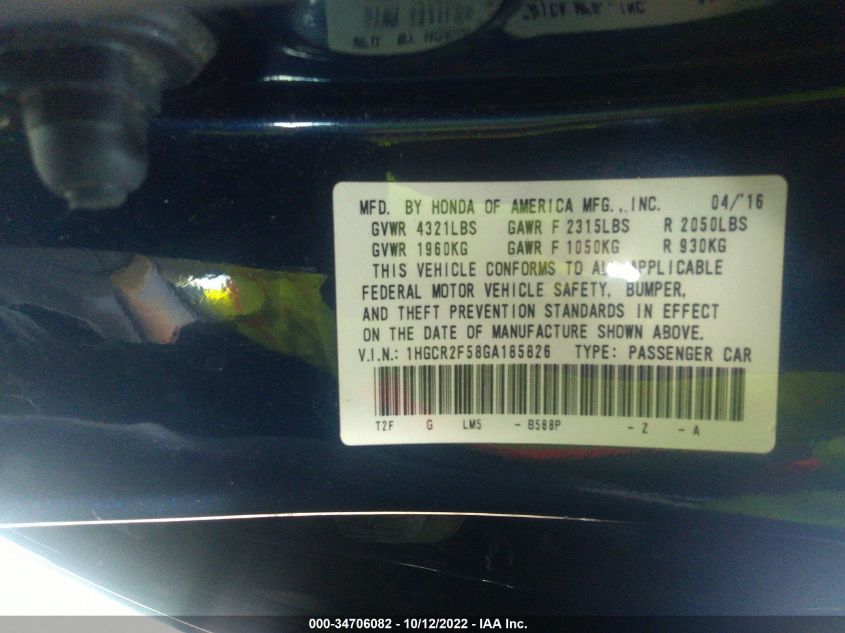 MFD. BY HONDA OF AMERICA MFG., INC. 04/'16
GVWR 4321LBS GAWR F 2315LBS R 2050LBS
GVWR 1960KG GAWR F 1050KG R 930KG
THIS VEHICLE CONFORMS TO ALL APPLICABLE
FEDERAL MOTOR VEHICLE SAFETY, BUMPER,
AND THEFT PREVENTION STANDARDS IN EFFECT
ON THE DATE OF MANUFACTURE SHOWN ABOVE.
V.I.N.: 1HGCR2F58GA185826 TYPE: PASSENGER CAR
T2F G LM5 - B588P - Z - A
000-34706082 - 10/12/2022 - IAA Inc.